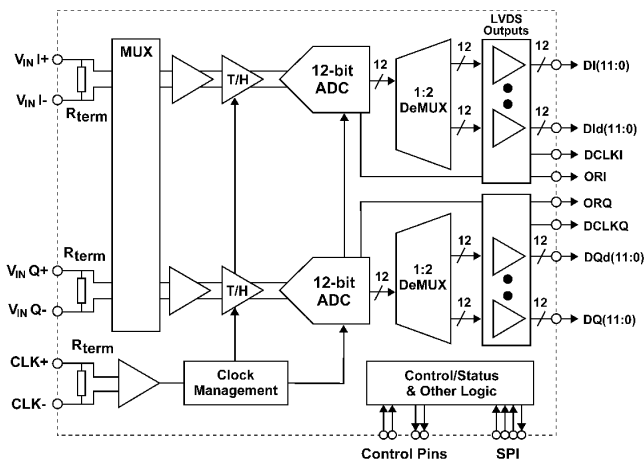 LVDS
Outputs
MUX
V_IN I+
V_IN I-
R_term
T/H
12-bit
ADC
12
1:2
DeMUX
12
12
12
12
DI(11:0)
DId(11:0)
DCLKI
ORI
ORQ
DCLKQ
V_IN Q+
V_IN Q-
R_term
T/H
12-bit
ADC
12
1:2
DeMUX
12
12
12
12
DQd(11:0)
DQ(11:0)
CLK+
CLK-
R_term
Clock
Management
Control/Status
& Other Logic
Control Pins
SPI